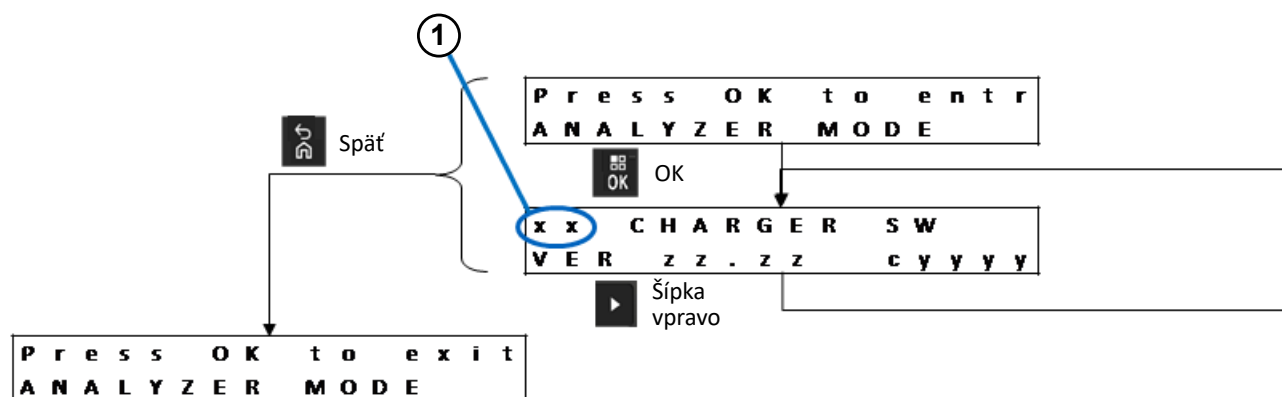 1
Press OK to entr
ANALYZER MODE
Späť
OK
OK
xx CHARGER SW
VER zz.zz cyyyy
Šípka
vpravo
Press OK to exit
ANALYZER MODE